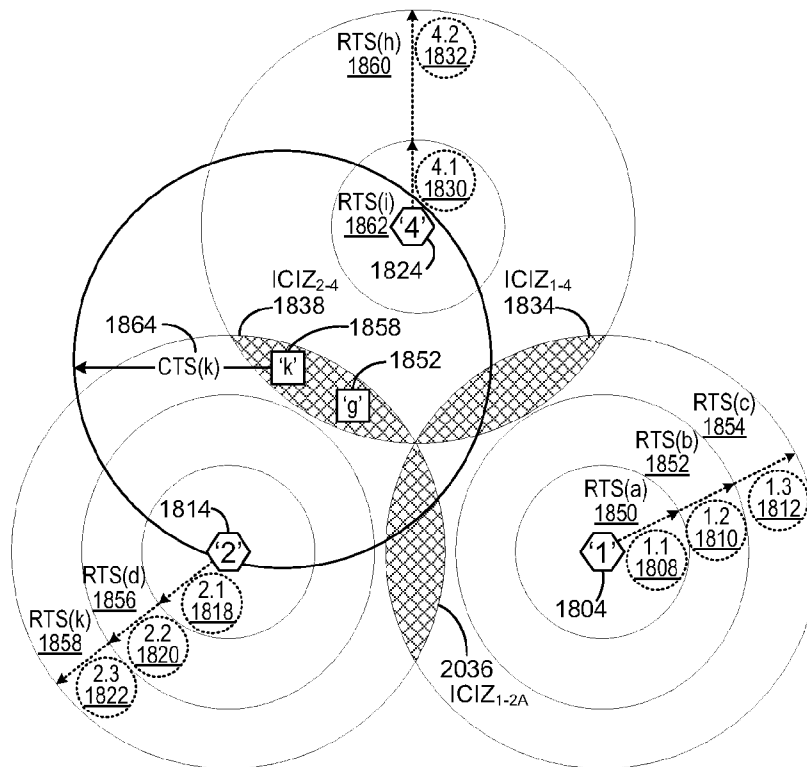 RTS(h)
1860
4.2
1832
4.1
1830
RTS(i)
1862
'4'
1824
ICIZ2-4
1838
ICIZ1-4
1834
1864
1858
CTS(k)
'k'
1852
'g'
RTS(c)
1854
RTS(b)
1852
RTS(a)
1850
1.3
1812
1.2
1810
1.1
1808
'1'
1804
1814
'2'
RTS(d)
1856
2.1
1818
RTS(k)
1858
2.2
1820
2.3
1822
2036
ICIZ1-2A